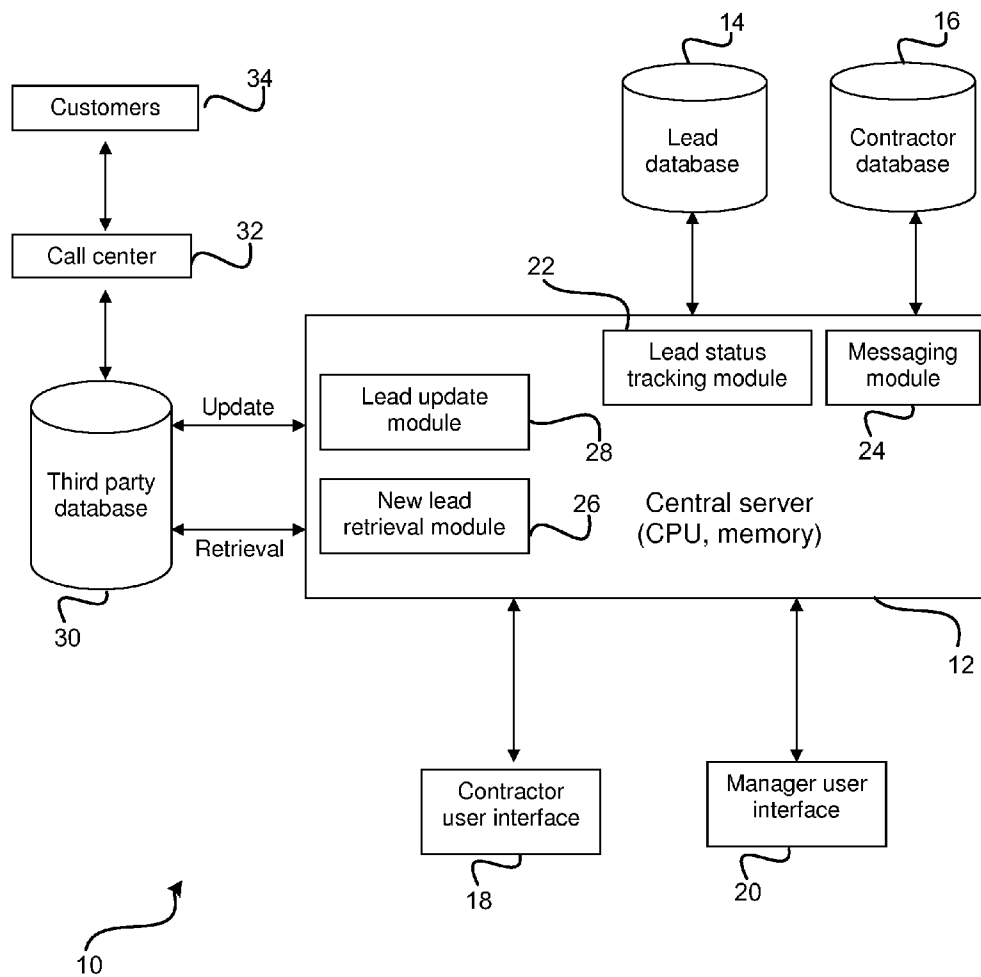 14
16
34
Customers
Lead
database
Contractor
database
32
Call center
22
Lead status
tracking module
Messaging
module
Update
Lead update
module
28
24
Third party
database
New lead
retrieval module
26
Central server
(CPU, memory)
Retrieval
30
12
Contractor
user interface
Manager user
interface
18
20
10